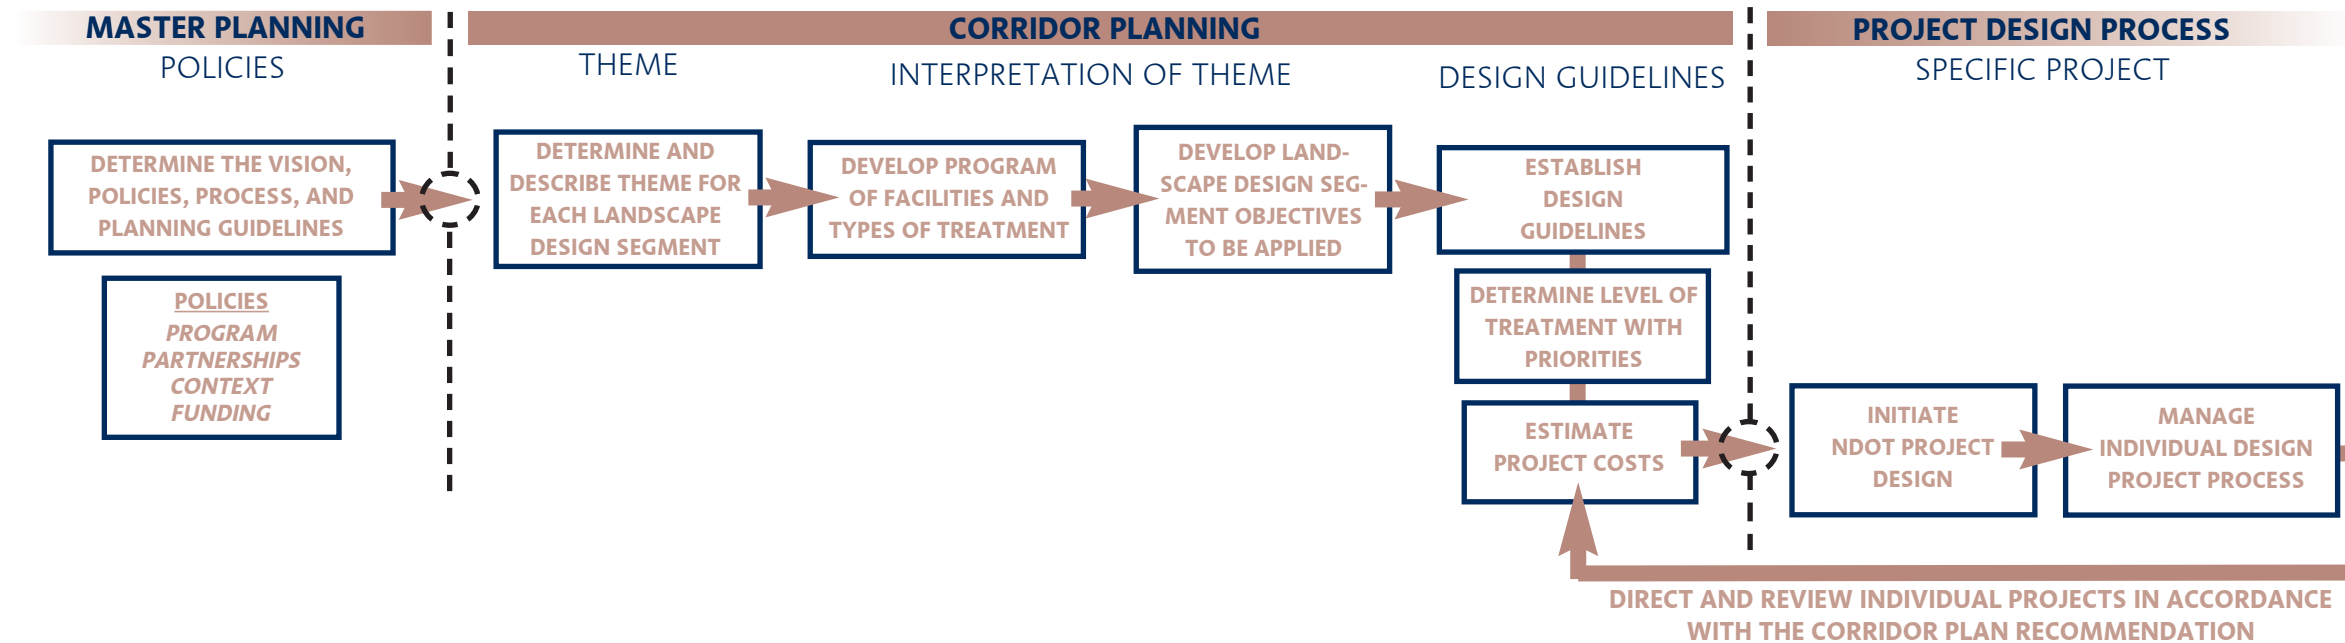 MASTER PLANNING
POLICIES
DETERMINE THE VISION,
POLICIES, PROCESS, AND
PLANNING GUIDELINES
POLICIES
PROGRAM
PARTNERSHIPS
CONTEXT
FUNDING
CORRIDOR PLANNING
THEME
DETERMINE AND
DESCRIBE THEME FOR
EACH LANDSCAPE
DESIGN SEGMENT
INTERPRETATION OF THEME
DEVELOP PROGRAM
OF FACILITIES AND
TYPES OF TREATMENT
DEVELOP LAND-
SCAPE DESIGN SEG-
MENT OBJECTIVES
TO BE APPLIED
DESIGN GUIDELINES
ESTABLISH
DESIGN
GUIDELINES
DETERMINE LEVEL OF
TREATMENT WITH
PRIORITIES
ESTIMATE
PROJECT COSTS
PROJECT DESIGN PROCESS
SPECIFIC PROJECT
INITIATE
NDOT PROJECT
DESIGN
MANAGE
INDIVIDUAL DESIGN
PROJECT PROCESS
DIRECT AND REVIEW INDIVIDUAL PROJECTS IN ACCORDANCE
WITH THE CORRIDOR PLAN RECOMMENDATION